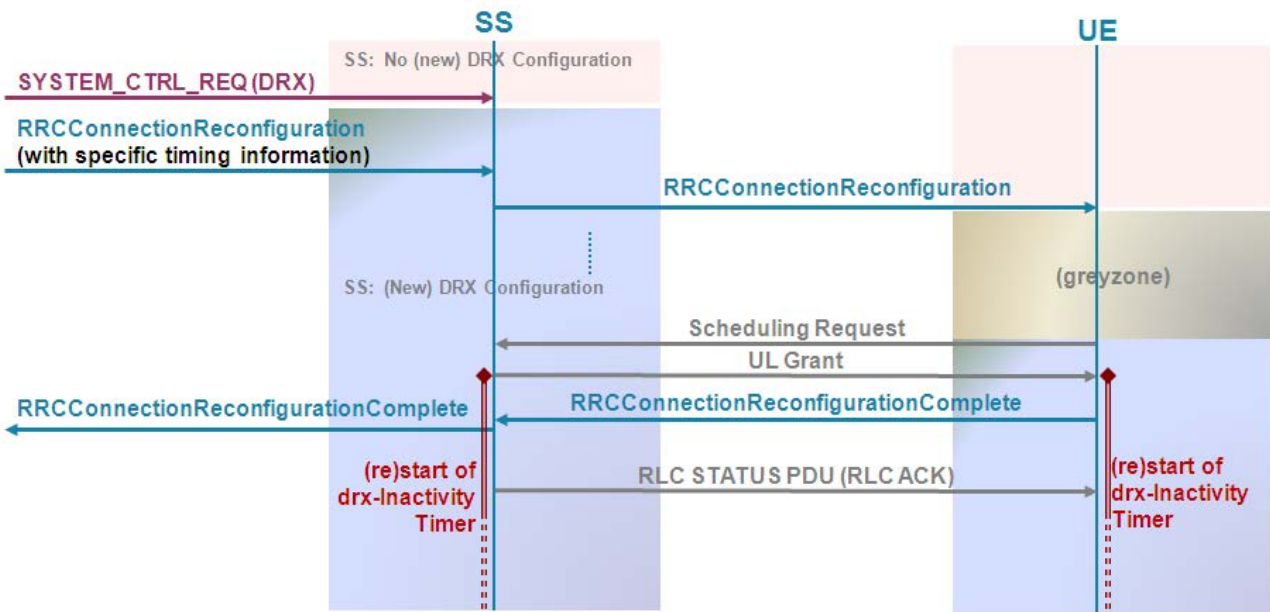 SS
UE
SS: No (new) DRX Configuration
SYSTEM_CTRL_REQ(DRX)
RRCConnectionReconfiguration
(with specific timing information)
RRCConnectionReconfiguration
SS: (New) DRX Configuration
(greyzone)
Scheduling Request
UL Grant
RRCConnectionReconfigurationComplete
RRCConnectionReconfigurationComplete
(re)start of
drx-Inactivity
Timer
RLC STATUS PDU (RLC ACK)
(re)start of
drx-Inactivity
Timer